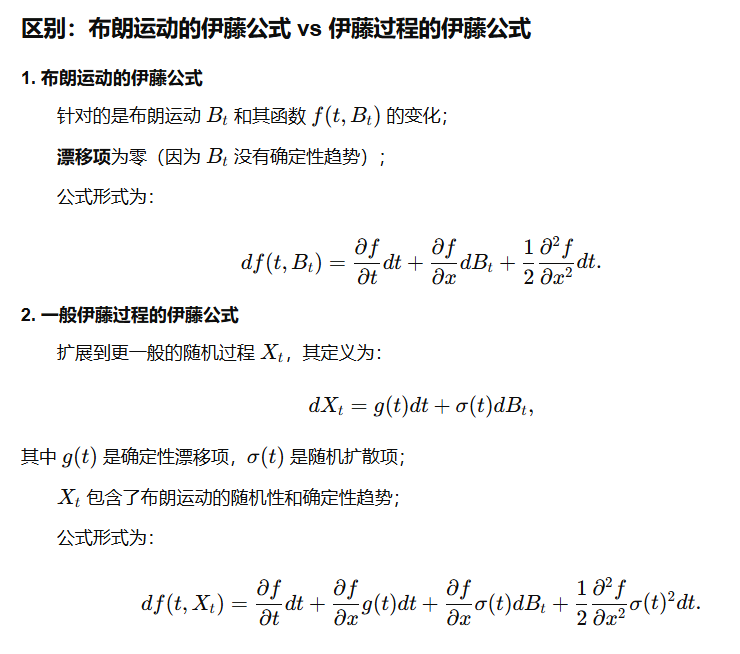 区别：布朗运动的伊藤公式 vs 伊藤过程的伊藤公式
1. 布朗运动的伊藤公式
针对的是布朗运动 $B_t$ 和其函数 $f(t, B_t)$ 的变化；
漂移项为零（因为 $B_t$ 没有确定性趋势）；
公式形式为：
$df(t, B_t) = \frac{\partial f}{\partial t} dt + \frac{\partial f}{\partial x} dB_t + \frac{1}{2} \frac{\partial^2 f}{\partial x^2} dt.$
2. 一般伊藤过程的伊藤公式
扩展到更一般的随机过程 $X_t$，其定义为：
$dX_t = g(t)dt + \sigma(t)dB_t,$
其中 $g(t)$ 是确定性漂移项，$\sigma(t)$ 是随机扩散项；
$X_t$ 包含了布朗运动的随机性和确定性趋势；
公式形式为：
$df(t, X_t) = \frac{\partial f}{\partial t} dt + \frac{\partial f}{\partial x} g(t)dt + \frac{\partial f}{\partial x} \sigma(t)dB_t + \frac{1}{2} \frac{\partial^2 f}{\partial x^2} \sigma(t)^2 dt.$